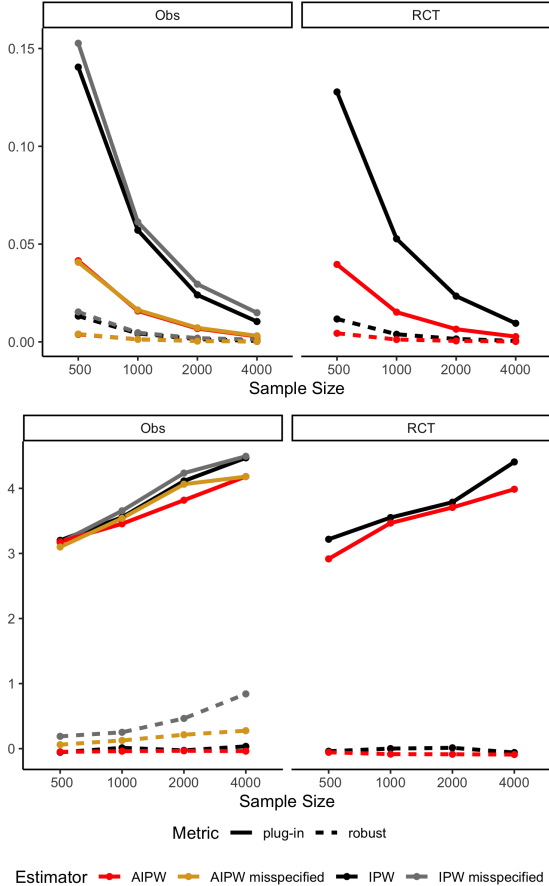 Obs RCT
0.15
0.10
0.05
0.00
500 1000 2000 4000 500 1000 2000 4000
Sample Size
Obs RCT
4
3
2
1
0
500 1000 2000 4000 500 1000 2000 4000
Sample Size
Metric plug-in robust
Estimator AIPW AIPW misspecified IPW IPW misspecified